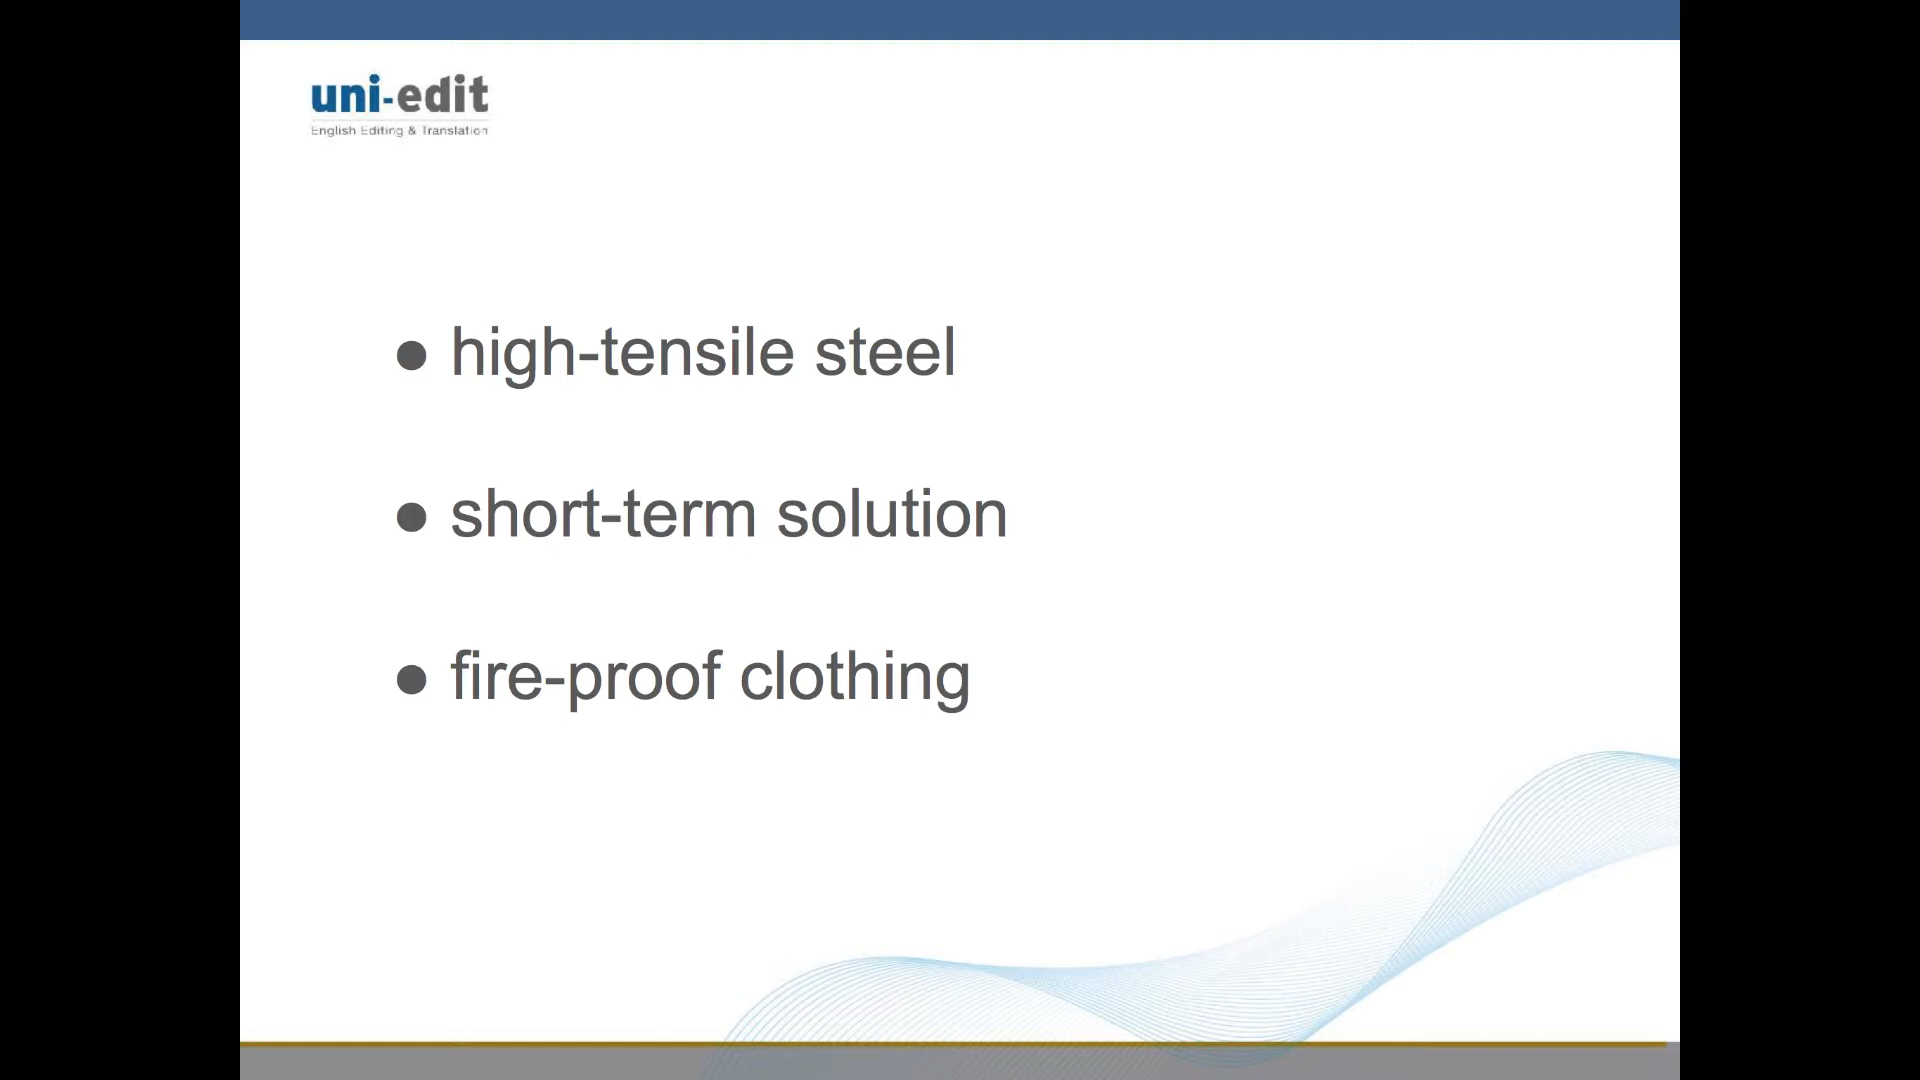 uni-edit
English Editing & Translation
● high-tensile steel
● short-term solution
● fire-proof clothing